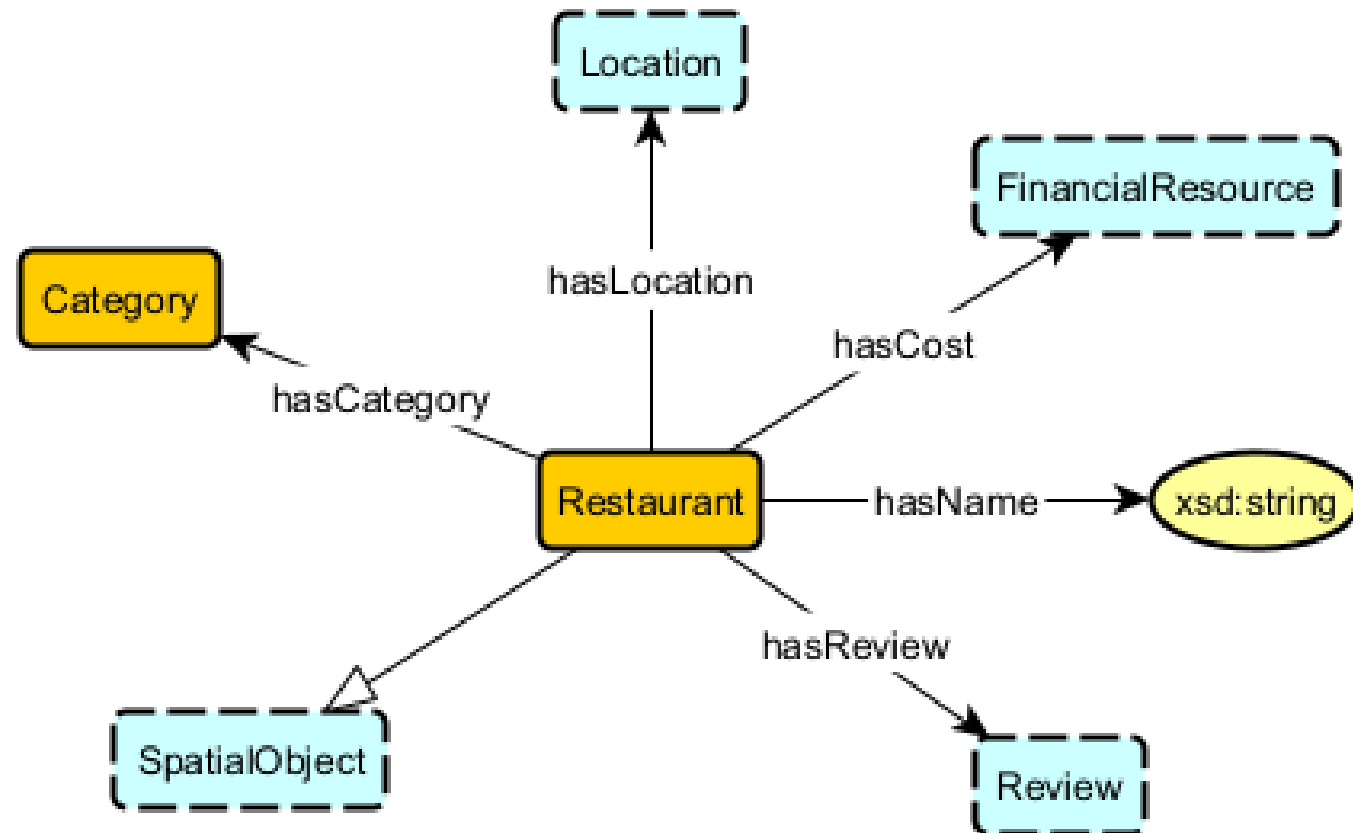 Location
FinancialResource
hasLocation
Category
hasCost
hasCategory
Restaurant
hasName
xsd:string
hasReview
SpatialObject
Review